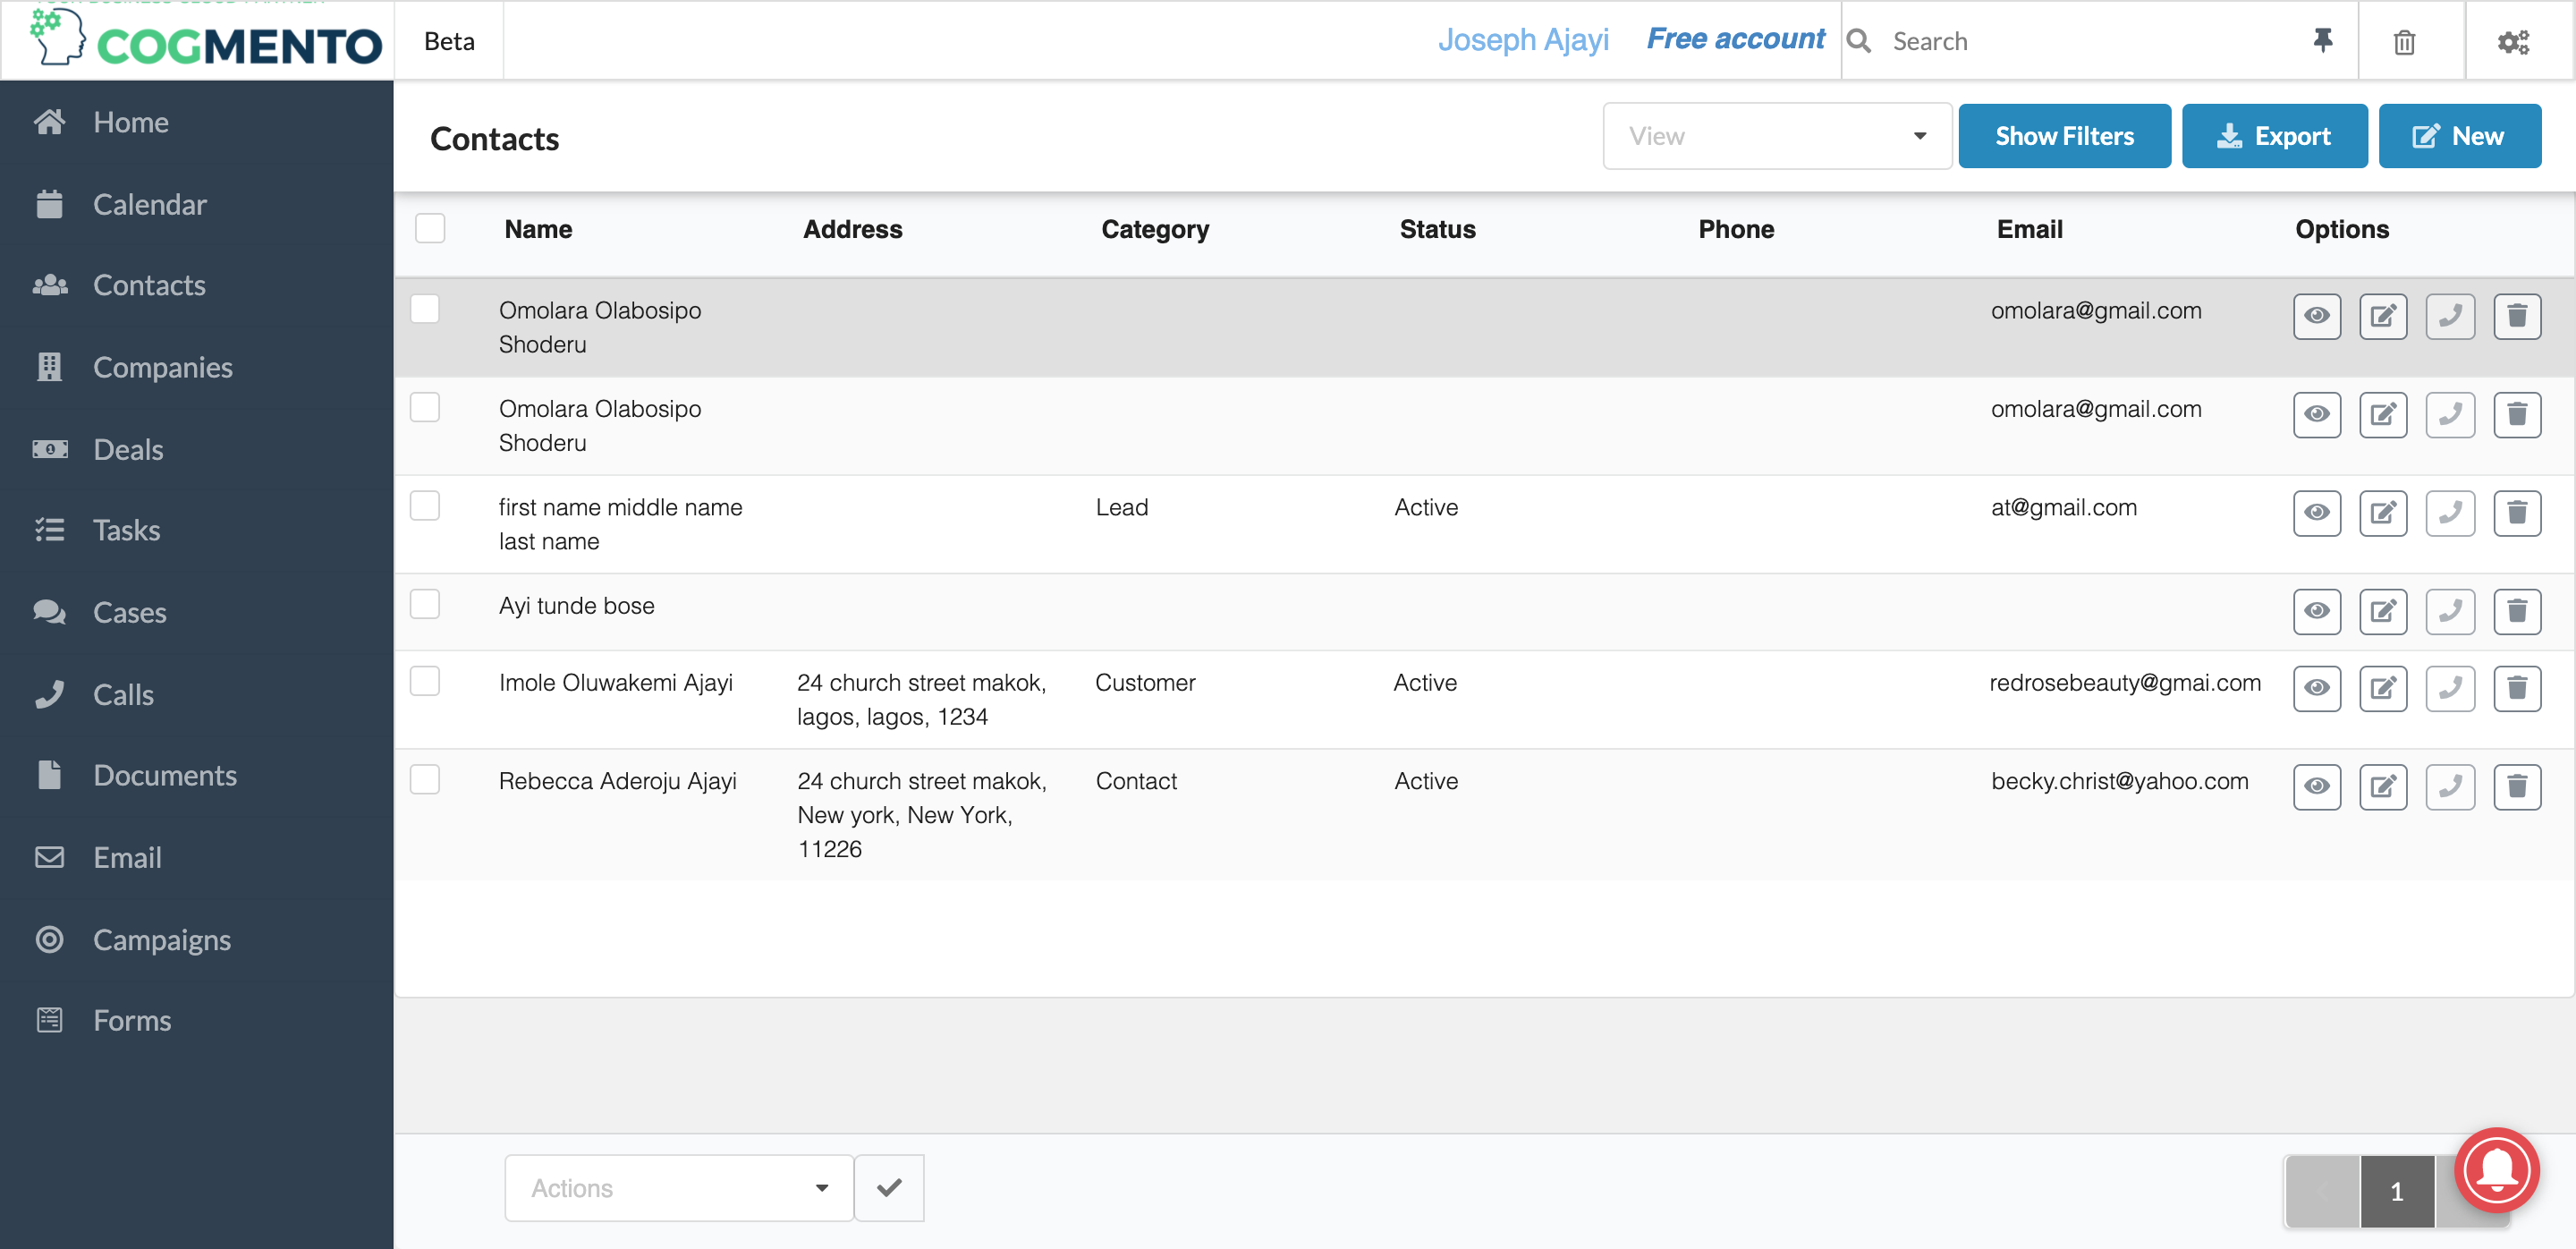 YOUR BUSINESS CLOUD PARTNER
COGMENTO
Beta
Joseph Ajayi
Free account
Search
Home
Calendar
Contacts
Companies
Deals
Tasks
Cases
Calls
Documents
Email
Campaigns
Forms
Contacts
View
Show Filters
Export
New
Name Address Category Status Phone Email Options
Omolara Olabosipo omolara@gmail.com
Shoderu
Omolara Olabosipo omolara@gmail.com
Shoderu
first name middle name Lead Active at@gmail.com
last name
Ayi tunde bose
Imole Oluwakemi Ajayi 24 church street makok, Customer Active redrosebeauty@gmai.com
lagos, lagos, 1234
Rebecca Aderoju Ajayi 24 church street makok, Contact Active becky.christ@yahoo.com
New york, New York,
11226
Actions
1